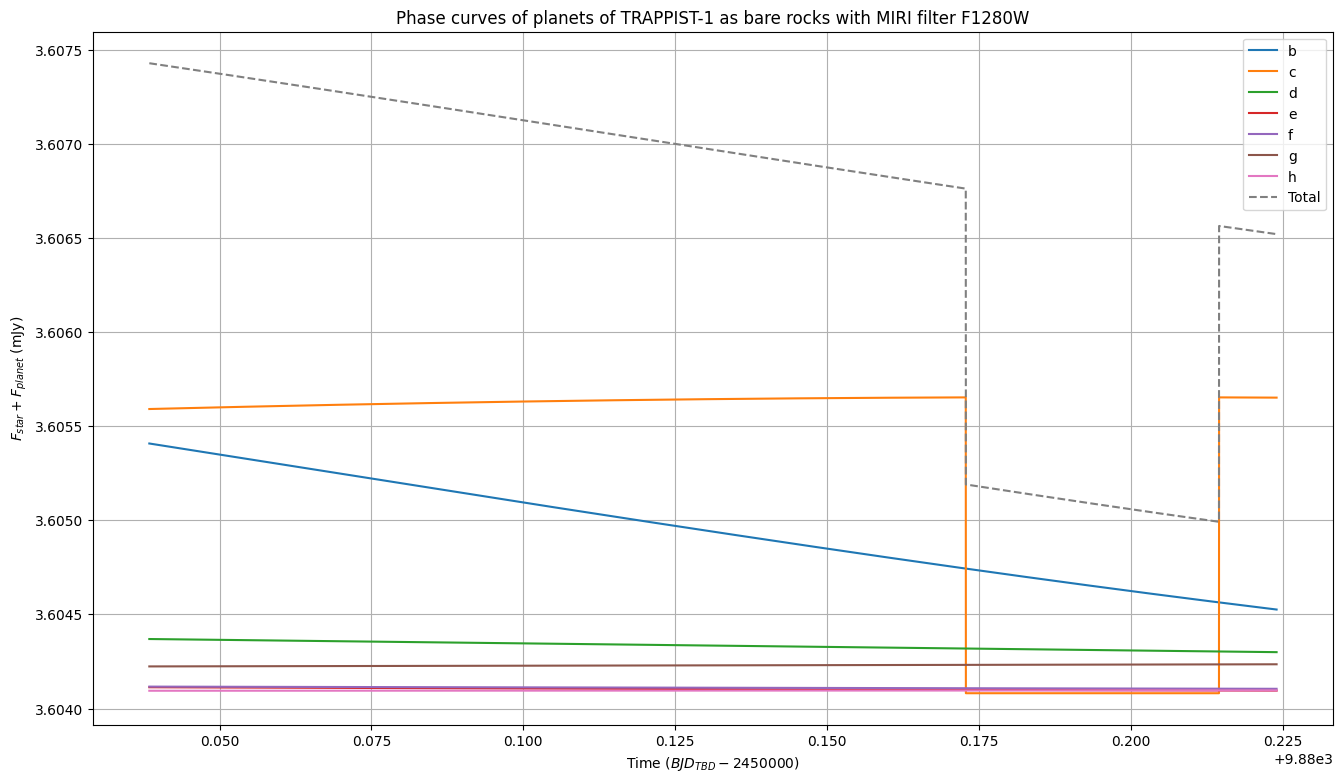 Phase curves of planets of TRAPPIST-1 as bare rocks with MIRI filter F1280W
3.6075
3.6070
3.6065
3.6060
3.6055
3.6050
3.6045
3.6040
F_{star} + F_{planet} (mJy)
b
c
d
e
f
g
h
Total
0.050 0.075 0.100 0.125 0.150 0.175 0.200 0.225
+9.88e3
Time (BJD_{TBD} − 2450000)